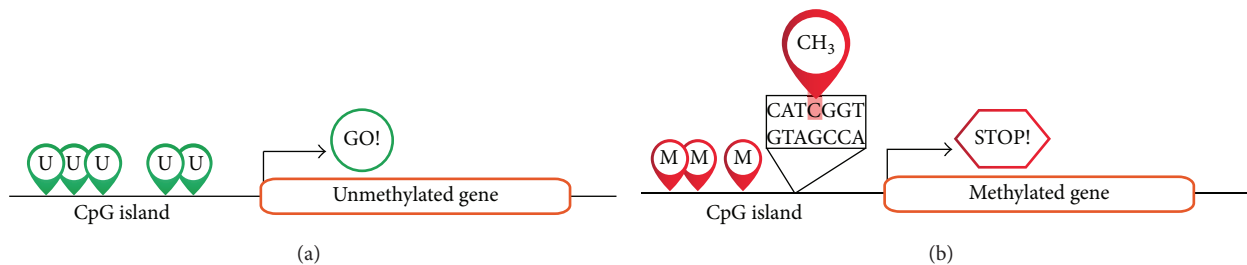 U U U U U
GO!
Unmethylated gene
CpG island
(a)
CH₃
CATCGGT
GTAGCCA
M M M
STOP!
Methylated gene
CpG island
(b)